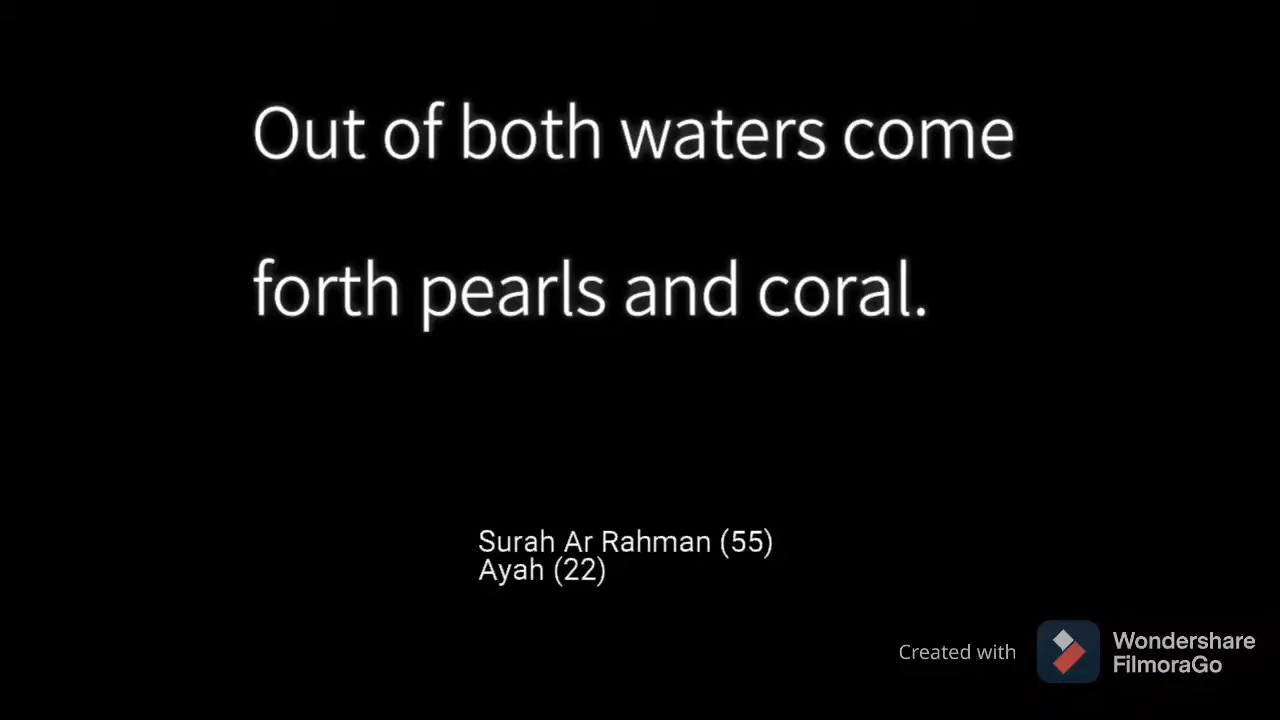 Out of both waters come
forth pearls and coral.
Surah Ar Rahman (55)
Ayah (22)
Created with
Wondershare
FilmoraGo